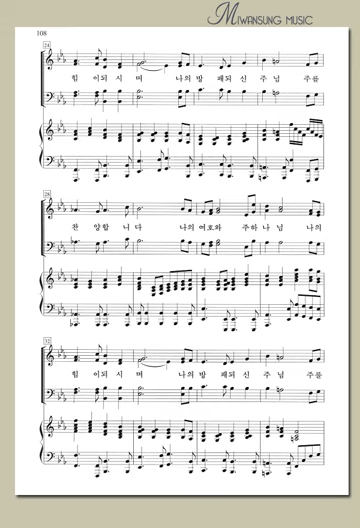 MIWANSUNG MUSIC
108
24
힘 이되 시 며 나의 방 패되 신 주 님 주를
28
찬 양합 니 다 나의 여호와 주하나 님 나의
32
힘 이되 시 며 나의 방 패되 신 주 님 주를